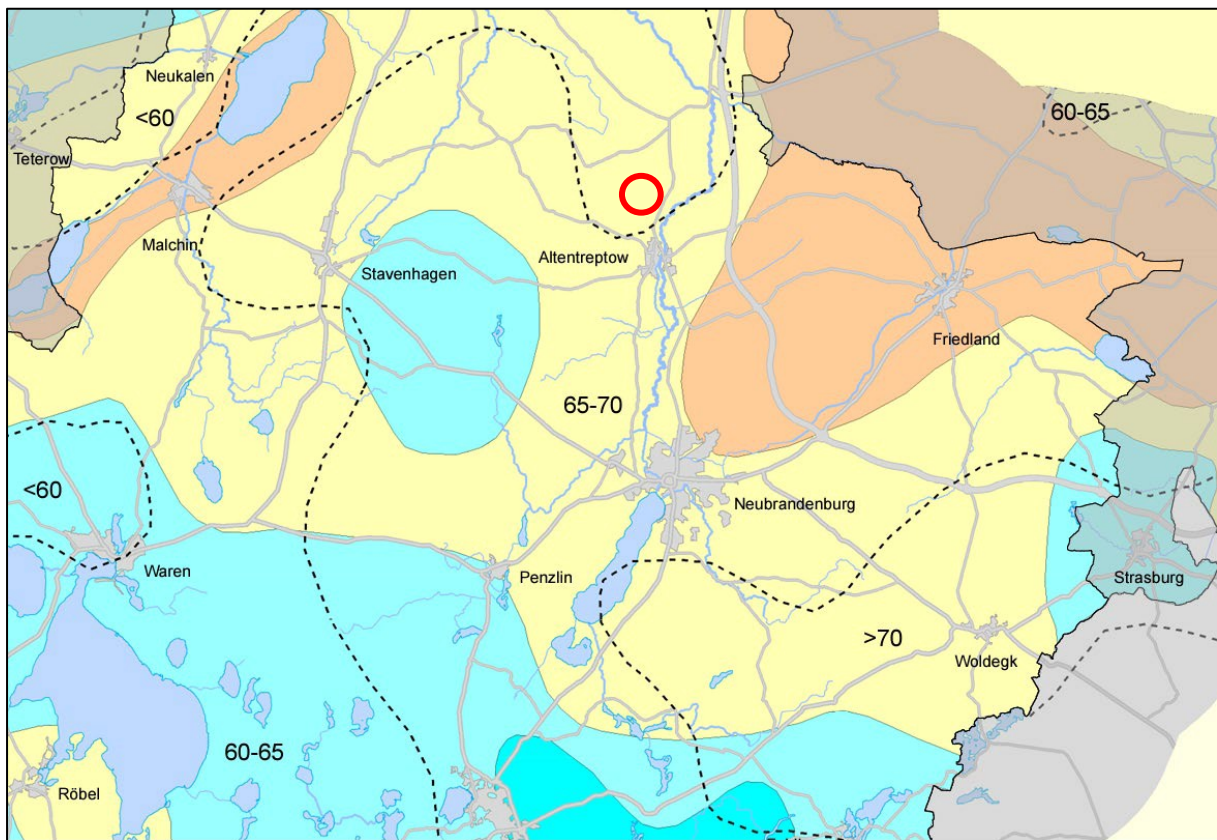 Neukalen
<60
60-65
Teterow
Malchin
Altentreptow
Stavenhagen
Friedland
65-70
<60
Neubrandenburg
Waren
Penzlin
Strasburg
>70
Woldegk
60-65
Röbel